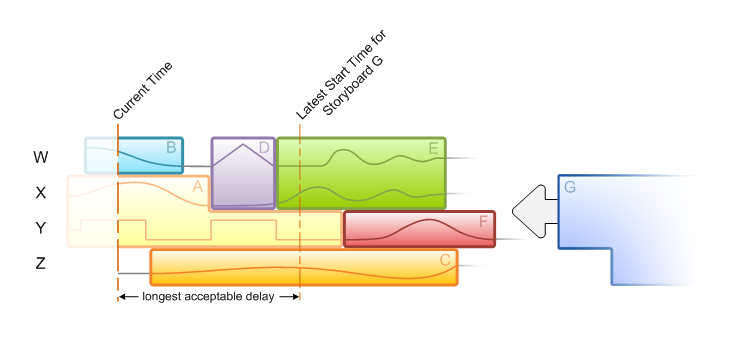 Current Time
Latest Start Time for
Storyboard G
W
B
D
E
X
A
G
Y
F
Z
C
longest acceptable delay